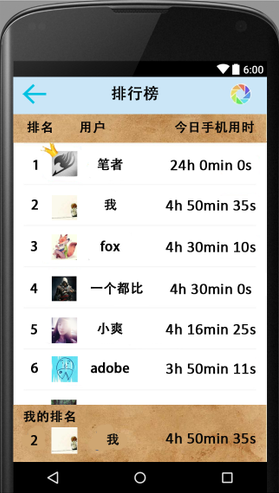 6:00
排行榜
排名 用户 今日手机用时
1 笔者 24h 0min 0s
2 我 4h 50min 35s
3 fox 4h 30min 10s
4 一个都比 4h 30min 0s
5 小爽 4h 16min 25s
6 adobe 3h 50min 11s
我的排名
2 我 4h 50min 35s